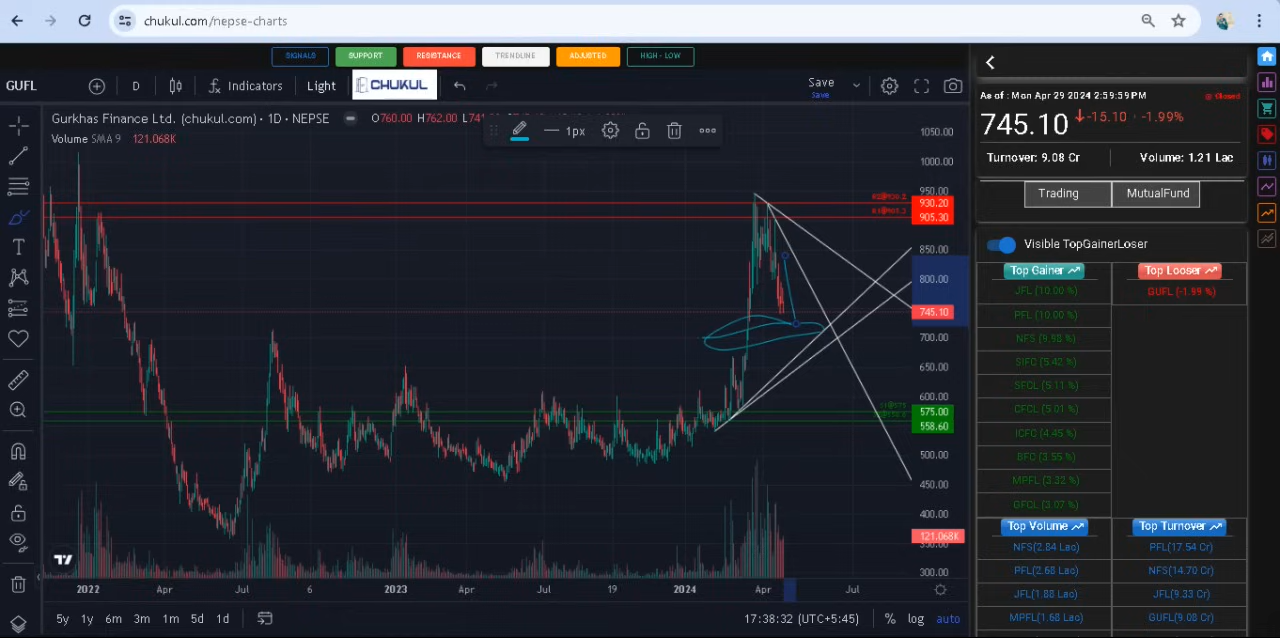 chukul.com/nepse-charts
SIGNALS SUPPORT RESISTANCE TRENDLINE ADJUSTED HIGH - LOW
GUFL D Indicators Light CHUKUL Save
Save
Gurkhas Finance Ltd. (chukul.com) · 1D · NEPSE O760.00 H762.00
Volume SMA 9 121.068K
1px
1050.00
1000.00
950.00
930.20
905.30
850.00
800.00
745.10
700.00
650.00
600.00
575.00
558.60
500.00
450.00
400.00
121.068K
350.00
300.00
2022 Apr Jul 6 2023 Apr Jul 19 2024 Apr Jul
5y 1y 6m 3m 1m 5d 1d 17:38:32 (UTC+5:45) % log auto
As of : Mon Apr 29 2024 2:59:59 PM Closed
745.10 -15.10 · -1.99%
Turnover: 9.08 Cr Volume: 1.21 Lac
Trading MutualFund
Visible TopGainerLoser
Top Gainer Top Looser
JFL (10.00 %) GUFL (-1.99 %)
PFL (10.00 %)
NFS (9.98 %)
SIFC (5.42 %)
SFCL (5.11 %)
CFCL (5.01 %)
ICFC (4.45 %)
BFC (3.55 %)
MPFL (3.32 %)
GFCL (3.07 %)
Top Volume Top Turnover
NFS(2.84 Lac) PFL(17.54 Cr)
PFL(2.68 Lac) NFS(14.70 Cr)
JFL(1.88 Lac) JFL(9.33 Cr)
MPFL(1.68 Lac) GUFL(9.08 Cr)